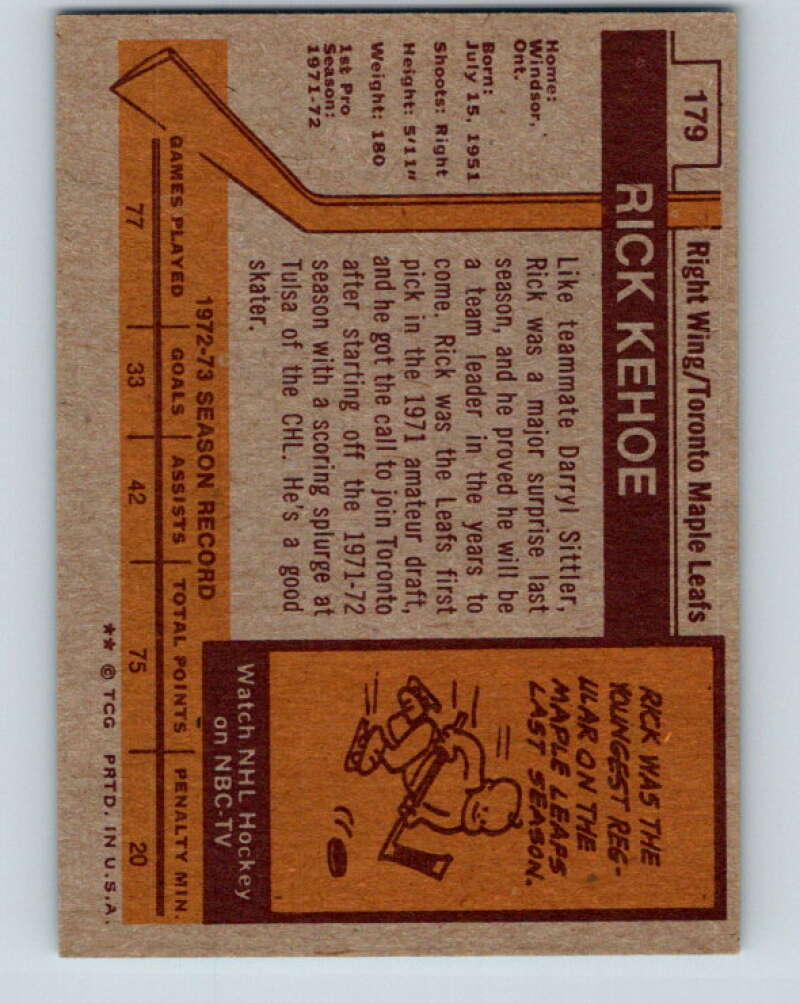 179
Right Wing/Toronto Maple Leafs
RICK KEHOE
Home:
Windsor,
Ont.
Born:
July 15, 1951
Shoots: Right
Height: 5'11"
Weight: 180
1st Pro
Season:
1971-72
Like teammate Darryl Sittler,
Rick was a major surprise last
season, and he proved he will be
a team leader in the years to
come. Rick was the Leafs first
pick in the 1971 amateur draft,
and he got the call to join Toronto
after starting off the 1971-72
season with a scoring splurge at
Tulsa of the CHL. He's a good
skater.
RICK WAS THE
YOUNGEST REG-
ULAR ON THE
MAPLE LEAFS
LAST SEASON.
Watch NHL Hockey
on NBC-TV
1972-73 SEASON RECORD
GAMES PLAYED GOALS ASSISTS TOTAL POINTS PENALTY MIN.
77 33 42 75 20
** © TCG PRTD. IN U.S.A.